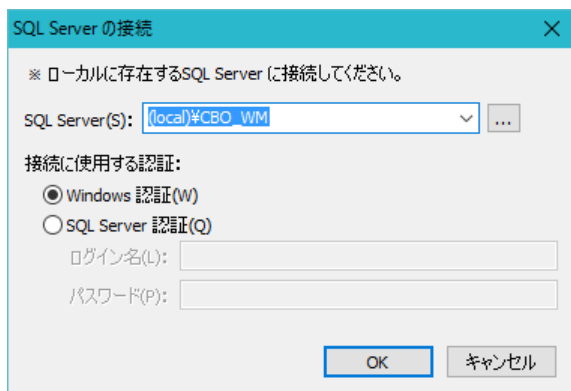 SQL Server の接続
※ ローカルに存在するSQL Server に接続してください。
SQL Server(S): (local)¥CBO_WM ...
接続に使用する認証:
Windows 認証(W)
SQL Server 認証(Q)
ログイン名(L):
パスワード(P):
OK キャンセル